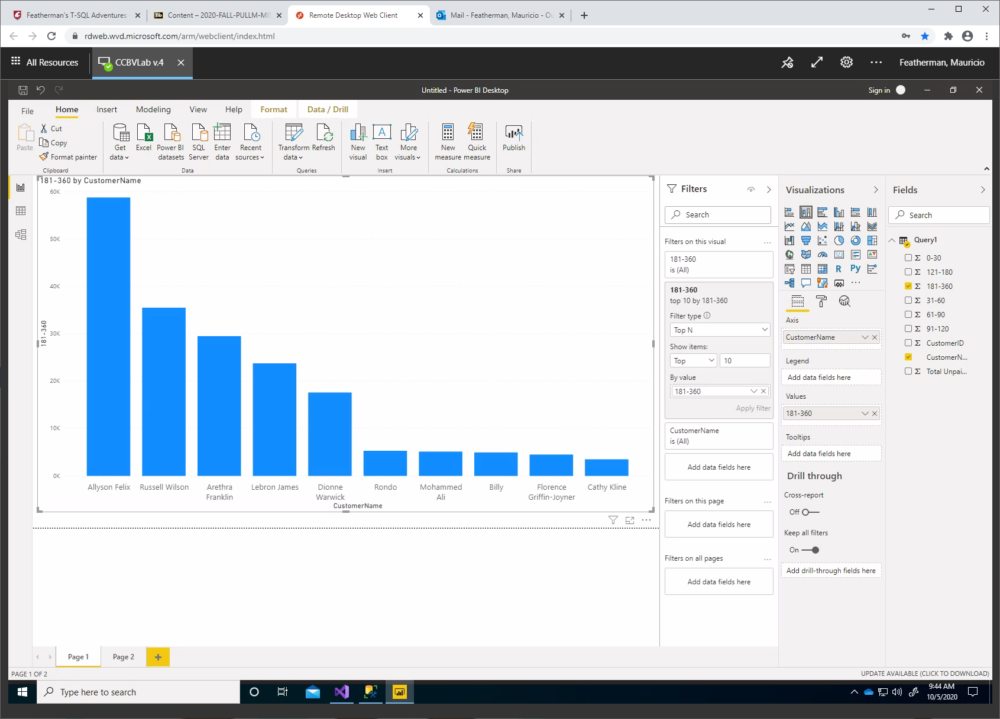 Featherman's T-SQL Adventures
Content – 2020-FALL-PULLM-MIS
Remote Desktop Web Client
Mail - Featherman, Mauricio - Ou
rdweb.wvd.microsoft.com/arm/webclient/index.html
All Resources
CCBVLab v.4
Featherman, Mauricio
Untitled - Power BI Desktop
Sign in
File
Home
Insert
Modeling
View
Help
Format
Data / Drill
Paste
Cut
Copy
Format painter
Clipboard
Get data
Excel
Power BI datasets
SQL Server
Enter data
Recent sources
Data
Transform data
Refresh
Queries
New visual
Text box
More visuals
Insert
New measure
Quick measure
Calculations
Publish
Share
181-360 by CustomerName
60K
50K
40K
30K
20K
10K
0K
181-360
Allyson Felix
Russell Wilson
Arethra Franklin
Lebron James
Dionne Warwick
Rondo
Mohammed Ali
Billy
Florence Griffin-Joyner
Cathy Kline
CustomerName
Filters
Search
Filters on this visual
181-360
is (All)
181-360
top 10 by 181-360
Filter type
Top N
Show items:
Top
10
By value
181-360
Apply filter
CustomerName
is (All)
Add data fields here
Filters on this page
Add data fields here
Filters on all pages
Add data fields here
Visualizations
R
Py
Axis
CustomerName
Legend
Add data fields here
Values
181-360
Tooltips
Add data fields here
Drill through
Cross-report
Off
Keep all filters
On
Add drill-through fields here
Fields
Search
Query1
0-30
121-180
181-360
31-60
61-90
91-120
CustomerID
CustomerN...
Total Unpai...
Page 1
Page 2
PAGE 1 OF 2
UPDATE AVAILABLE (CLICK TO DOWNLOAD)
Type here to search
9:44 AM
10/5/2020